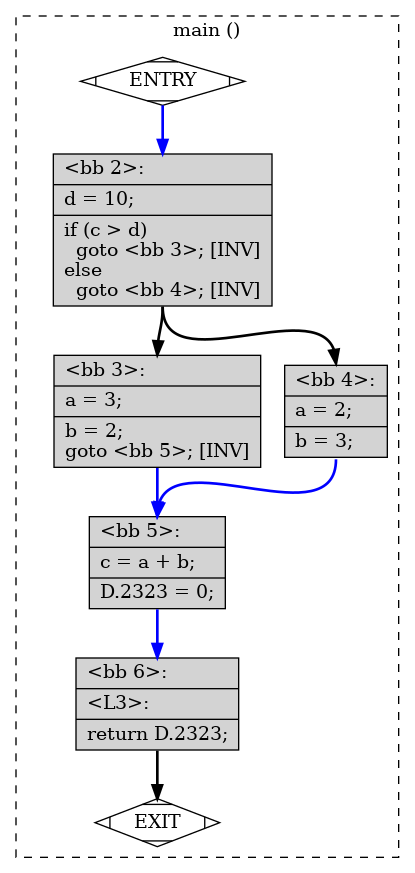 main ()
ENTRY
<bb 2>:
d = 10;
if (c > d)
  goto <bb 3>; [INV]
else
  goto <bb 4>; [INV]
<bb 3>:
a = 3;
b = 2;
goto <bb 5>; [INV]
<bb 4>:
a = 2;
b = 3;
<bb 5>:
c = a + b;
D.2323 = 0;
<bb 6>:
<L3>:
return D.2323;
EXIT